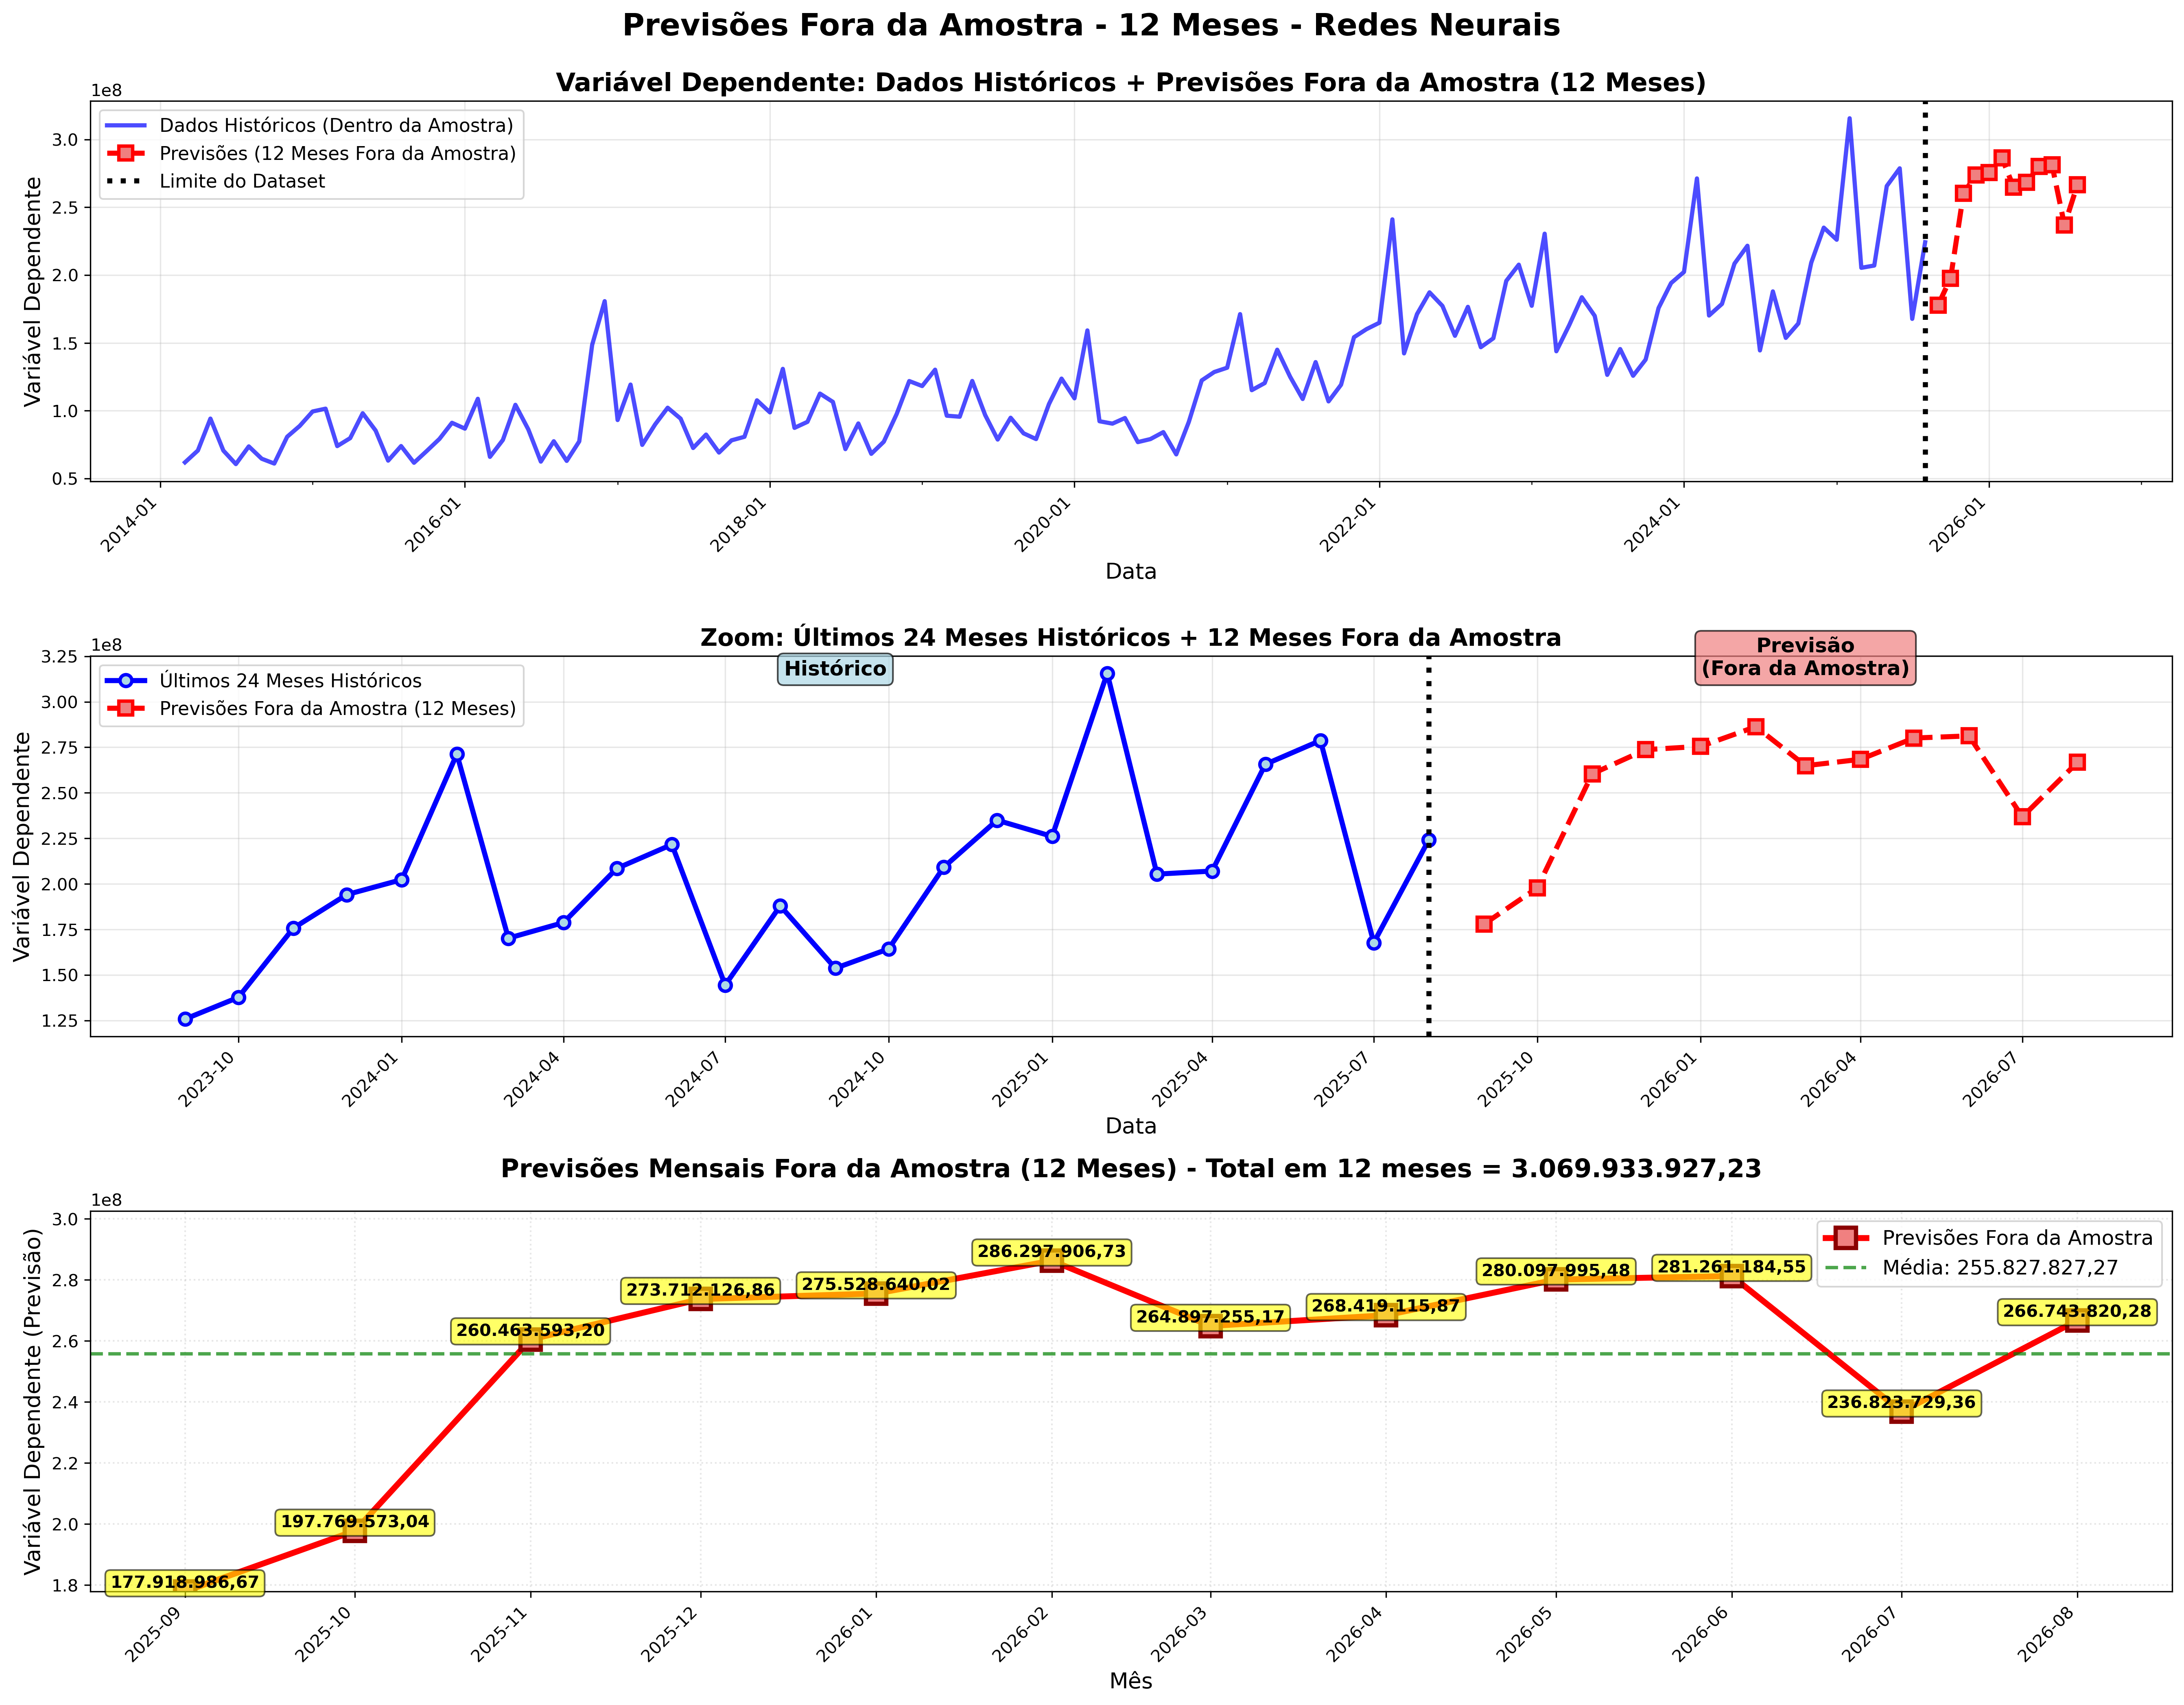 Previsões Fora da Amostra - 12 Meses - Redes Neurais
Variável Dependente: Dados Históricos + Previsões Fora da Amostra (12 Meses)
1e8
Dados Históricos (Dentro da Amostra)
Previsões (12 Meses Fora da Amostra)
Limite do Dataset
Variável Dependente
3.0
2.5
2.0
1.5
1.0
0.5
2014-01
2016-01
2018-01
2020-01
2022-01
2024-01
2026-01
Data
Zoom: Últimos 24 Meses Históricos + 12 Meses Fora da Amostra
1e8
Últimos 24 Meses Históricos
Previsões Fora da Amostra (12 Meses)
Histórico
Previsão
(Fora da Amostra)
Variável Dependente
3.25
3.00
2.75
2.50
2.25
2.00
1.75
1.50
1.25
2023-10
2024-01
2024-04
2024-07
2024-10
2025-01
2025-04
2025-07
2025-10
2026-01
2026-04
2026-07
Data
Previsões Mensais Fora da Amostra (12 Meses) - Total em 12 meses = 3.069.933.927,23
1e8
Previsões Fora da Amostra
Média: 255.827.827,27
Variável Dependente (Previsão)
3.0
2.8
2.6
2.4
2.2
2.0
1.8
177.918.986,67
197.769.573,04
260.463.593,20
273.712.126,86
275.528.640,02
286.297.906,73
264.897.255,17
268.419.115,87
280.097.995,48
281.261.184,55
236.823.729,36
266.743.820,28
2025-09
2025-10
2025-11
2025-12
2026-01
2026-02
2026-03
2026-04
2026-05
2026-06
2026-07
2026-08
Mês